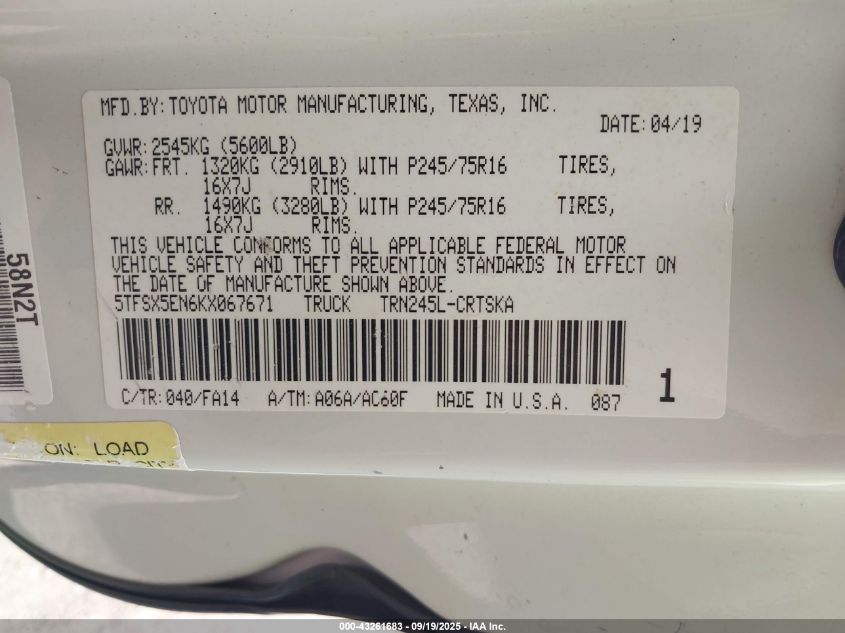 MFD.BY:TOYOTA MOTOR MANUFACTURING, TEXAS, INC.
DATE:04/19
GVWR:2545KG (5600LB)
GAWR:FRT. 1320KG (2910LB) WITH P245/75R16 TIRES,
16X7J RIMS.
RR. 1490KG (3280LB) WITH P245/75R16 TIRES,
16X7J RIMS.
THIS VEHICLE CONFORMS TO ALL APPLICABLE FEDERAL MOTOR
VEHICLE SAFETY AND THEFT PREVENTION STANDARDS IN EFFECT ON
THE DATE OF MANUFACTURE SHOWN ABOVE.
5TFSX5EN6KX067671 TRUCK TRN245L-CRTSKA
C/TR:040/FA14 A/TM:A06A/AC60F MADE IN U.S.A. 087 1
58N2T
ON: LOAD
000-43261683 - 09/19/2025 - IAA Inc.